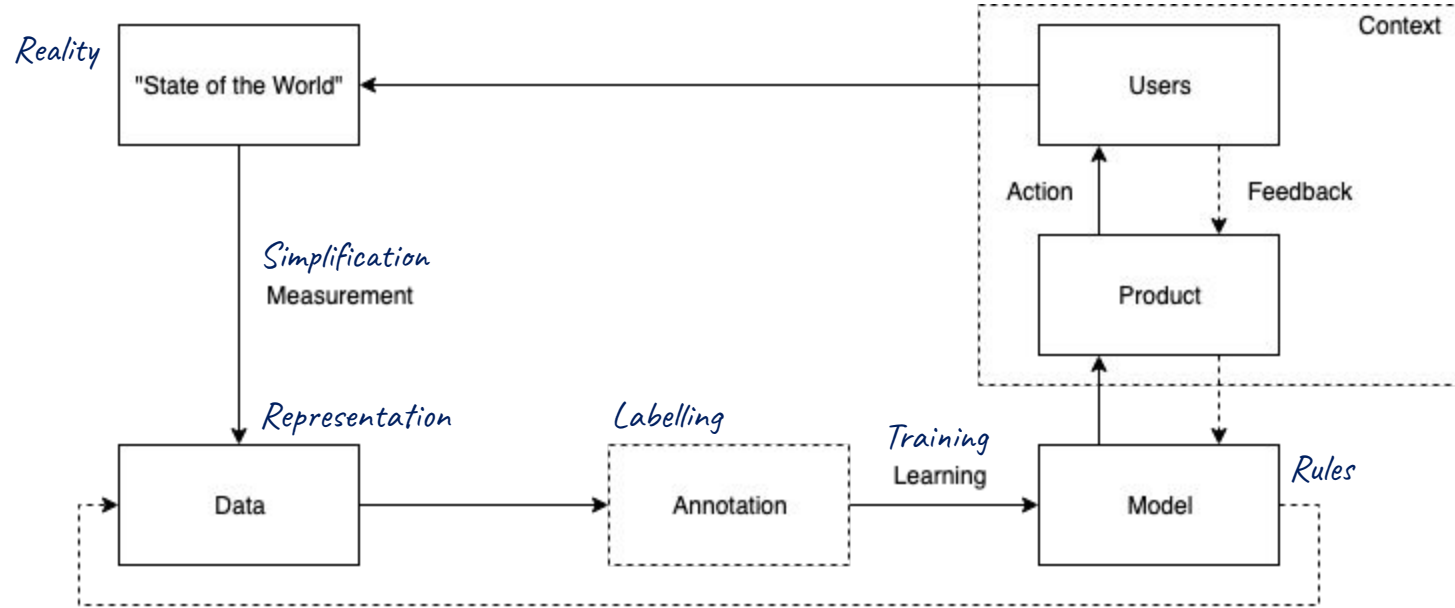 Context
Reality
"State of the World"
Users
Action
Feedback
Simplification
Measurement
Product
Representation
Labelling
Training
Learning
Rules
Data
Annotation
Model